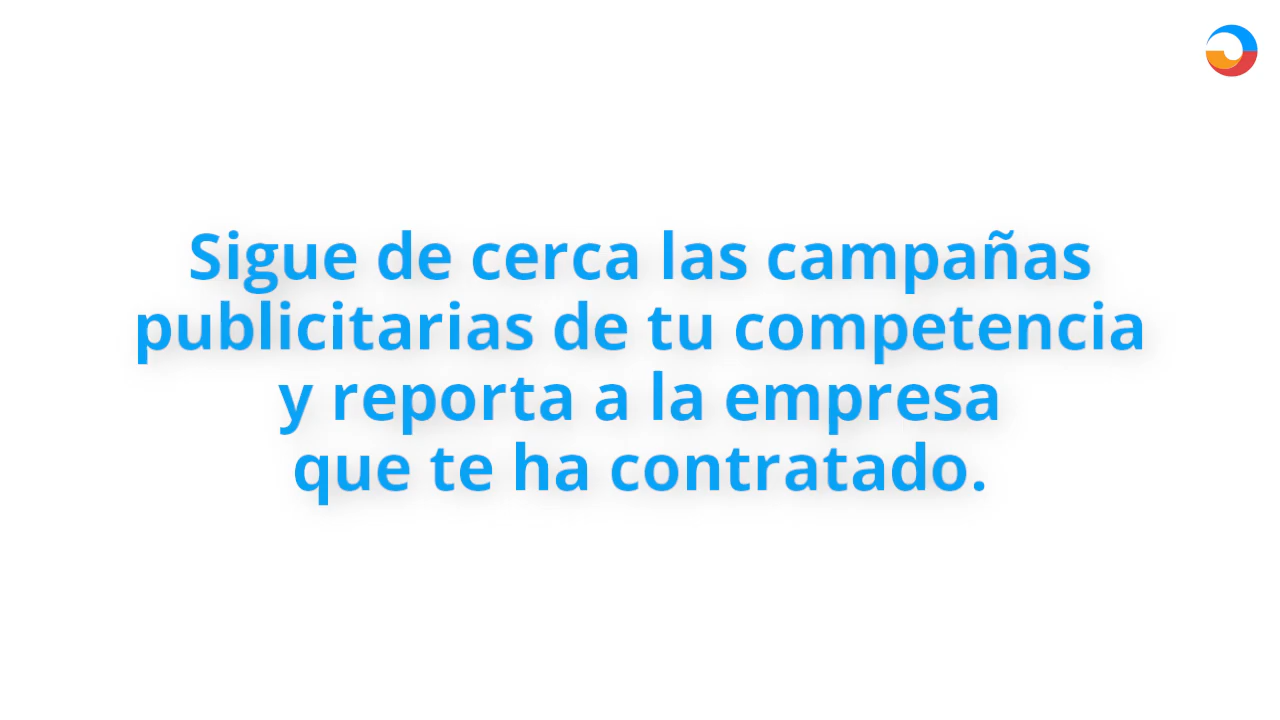 Sigue de cerca las campañas
publicitarias de tu competencia
y reporta a la empresa
que te ha contratado.